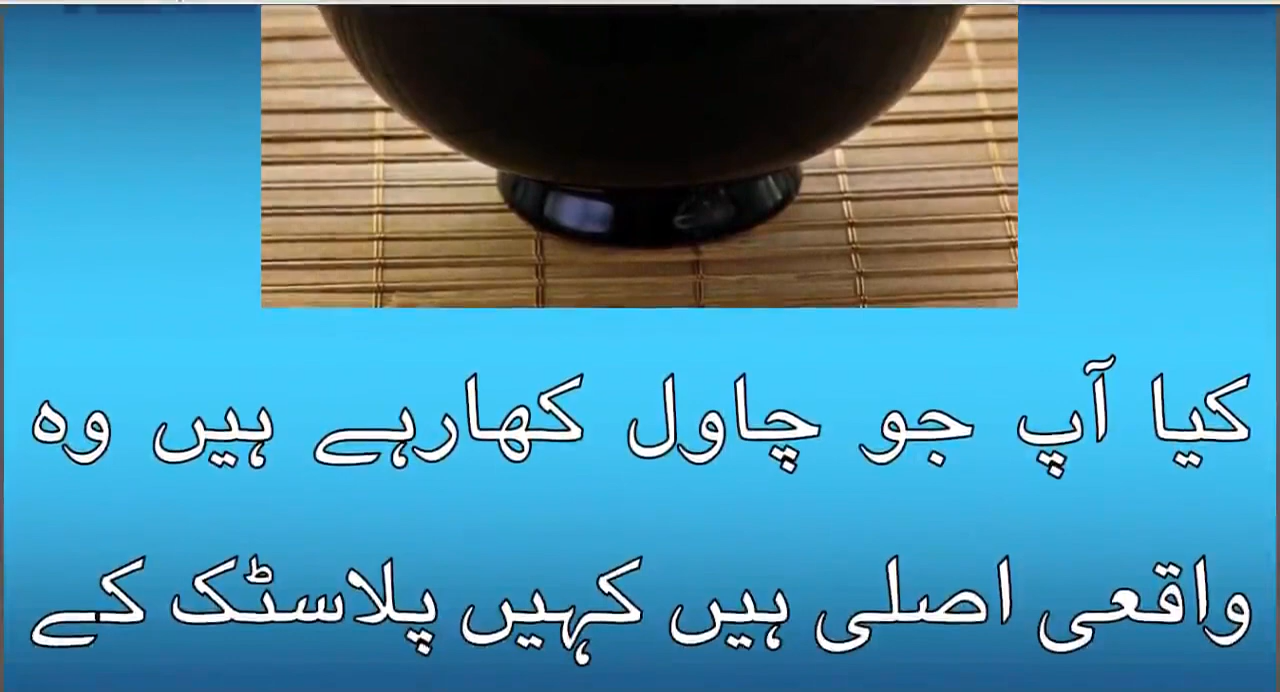 کیا آپ جو چاول کھارہے ہیں وہ
واقعی اصلی ہیں کہیں پلاسٹک کے